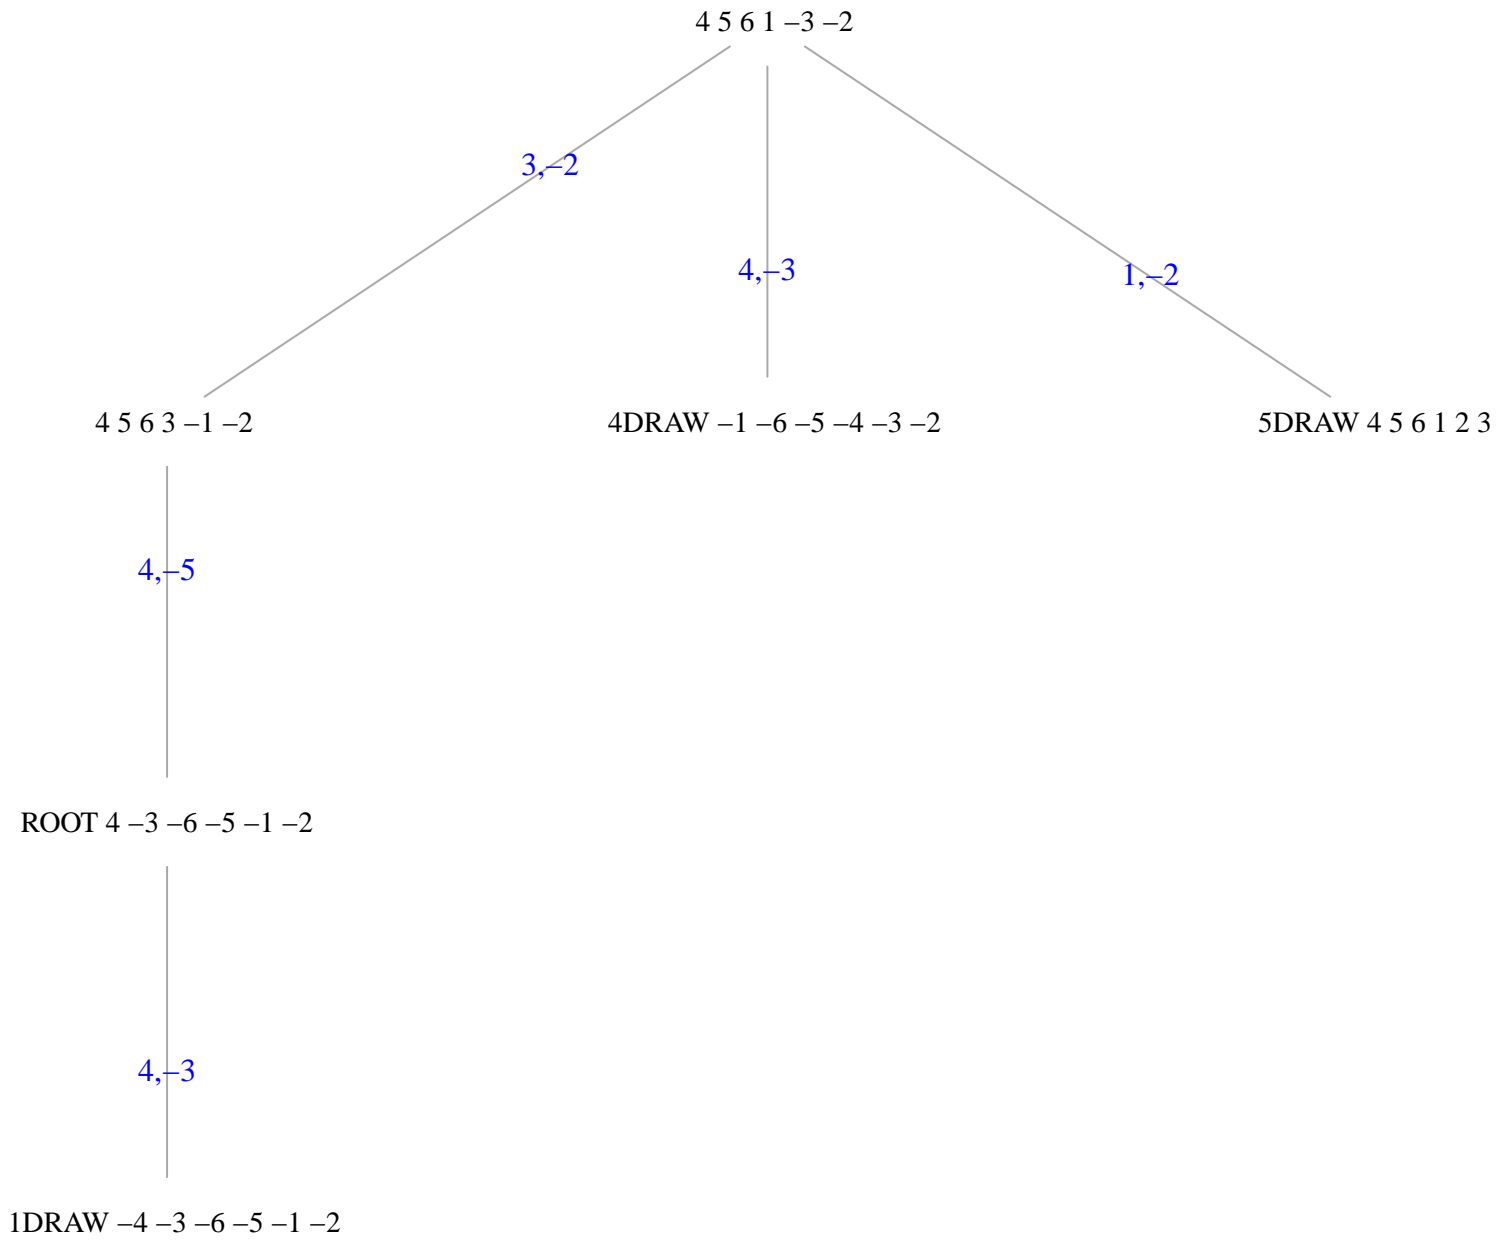 4 5 6 1 –3 –2
3,–2
4,–3
1,–2
4 5 6 3 –1 –2
4DRAW –1 –6 –5 –4 –3 –2
5DRAW 4 5 6 1 2 3
4,–5
ROOT 4 –3 –6 –5 –1 –2
4,–3
1DRAW –4 –3 –6 –5 –1 –2